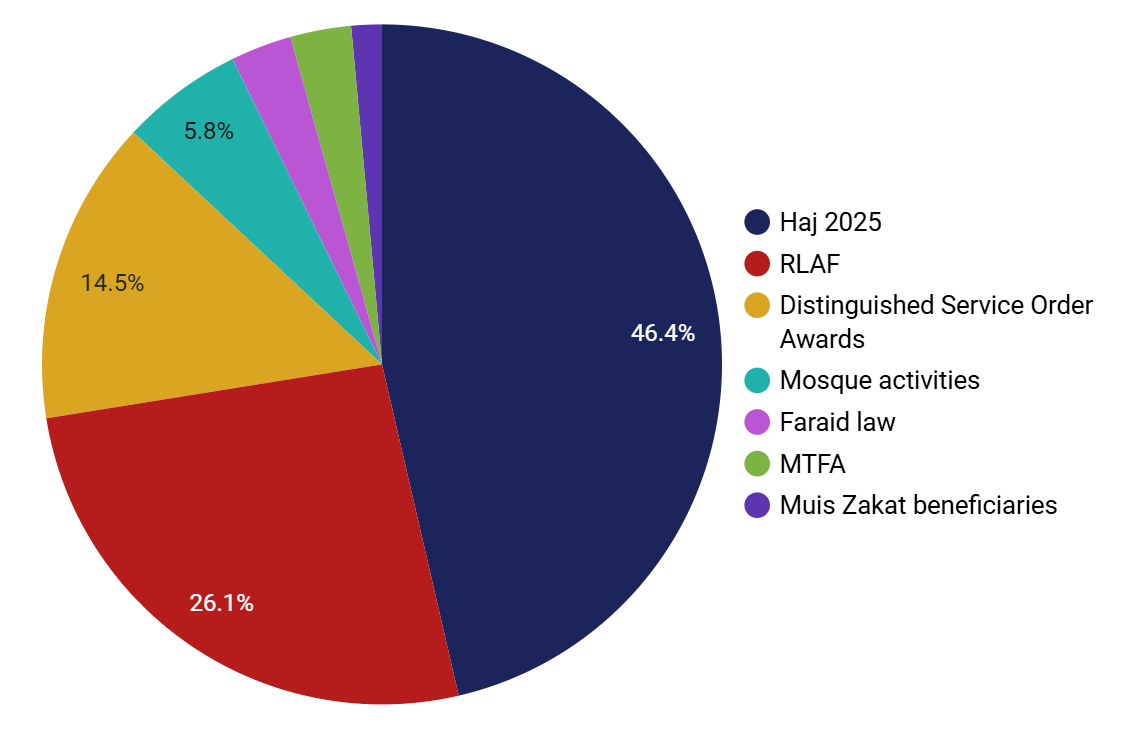 5.8%
14.5%
46.4%
26.1%
Haj 2025
RLAF
Distinguished Service Order
Awards
Mosque activities
Faraid law
MTFA
Muis Zakat beneficiaries